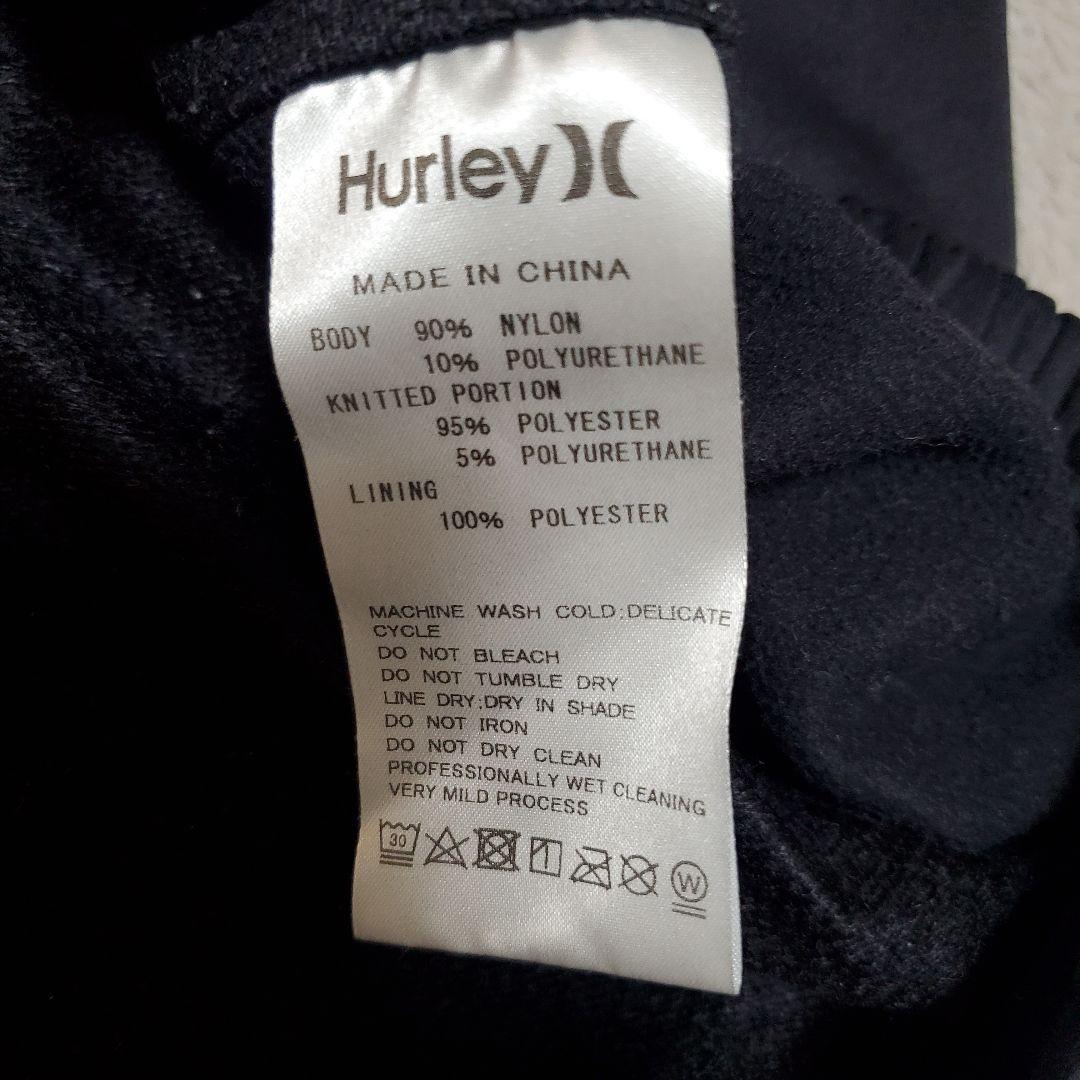 Hurley
MADE IN CHINA
BODY 90% NYLON
10% POLYURETHANE
KNITTED PORTION
95% POLYESTER
5% POLYURETHANE
LINING
100% POLYESTER
MACHINE WASH COLD:DELICATE
CYCLE
DO NOT BLEACH
DO NOT TUMBLE DRY
LINE DRY:DRY IN SHADE
DO NOT IRON
DO NOT DRY CLEAN
PROFESSIONALLY WET CLEANING
VERY MILD PROCESS
30 W